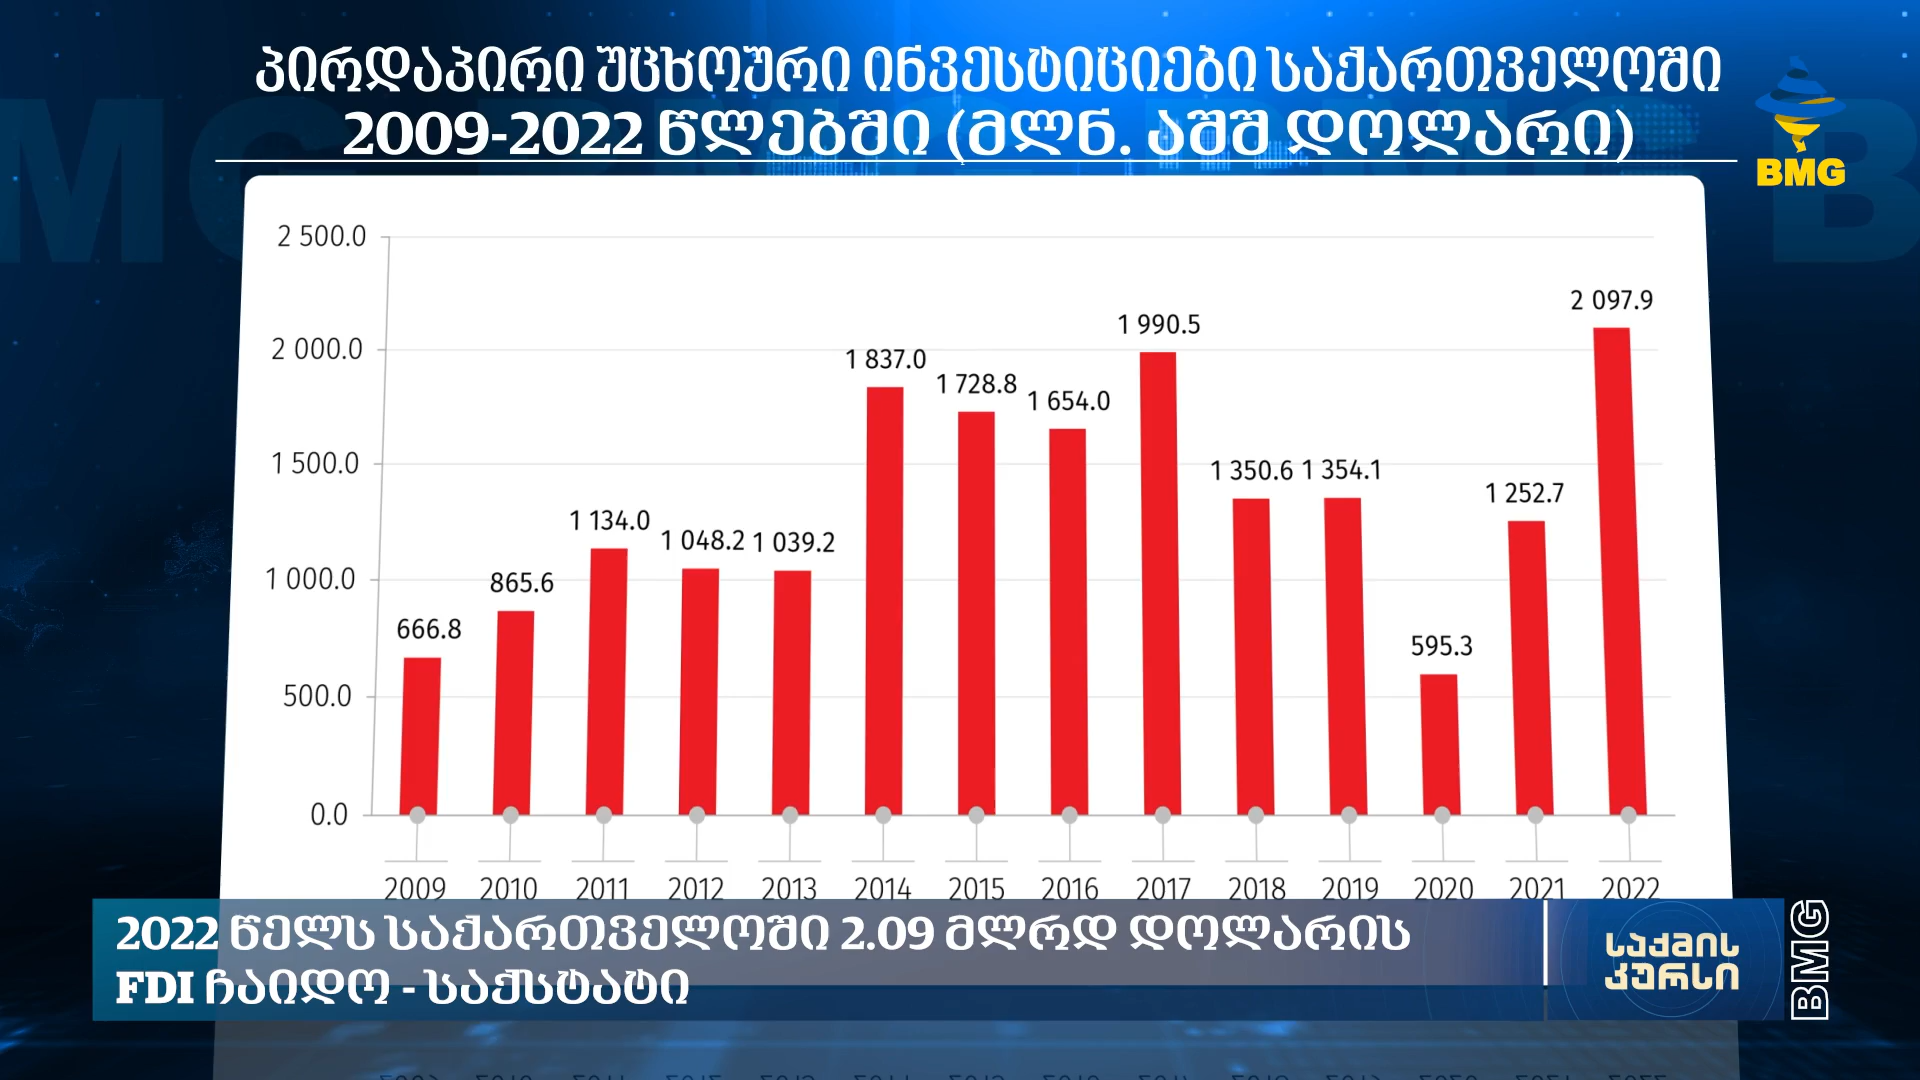 პირდაპირი უცხოური ინვესტიციები საქართველოში
2009-2022 წლებში (მლნ. აშშ დოლარი)
BMG
2 500.0
2 000.0
1 500.0
1 000.0
500.0
0.0
666.8
865.6
1 134.0
1 048.2
1 039.2
1 837.0
1 728.8
1 654.0
1 990.5
1 350.6
1 354.1
595.3
1 252.7
2 097.9
2009 2010 2011 2012 2013 2014 2015 2016 2017 2018 2019 2020 2021 2022
2022 წელს საქართველოში 2.09 მლრდ დოლარის
FDI ჩაიდო - საქსტატი
საქმის
კურსი
BMG